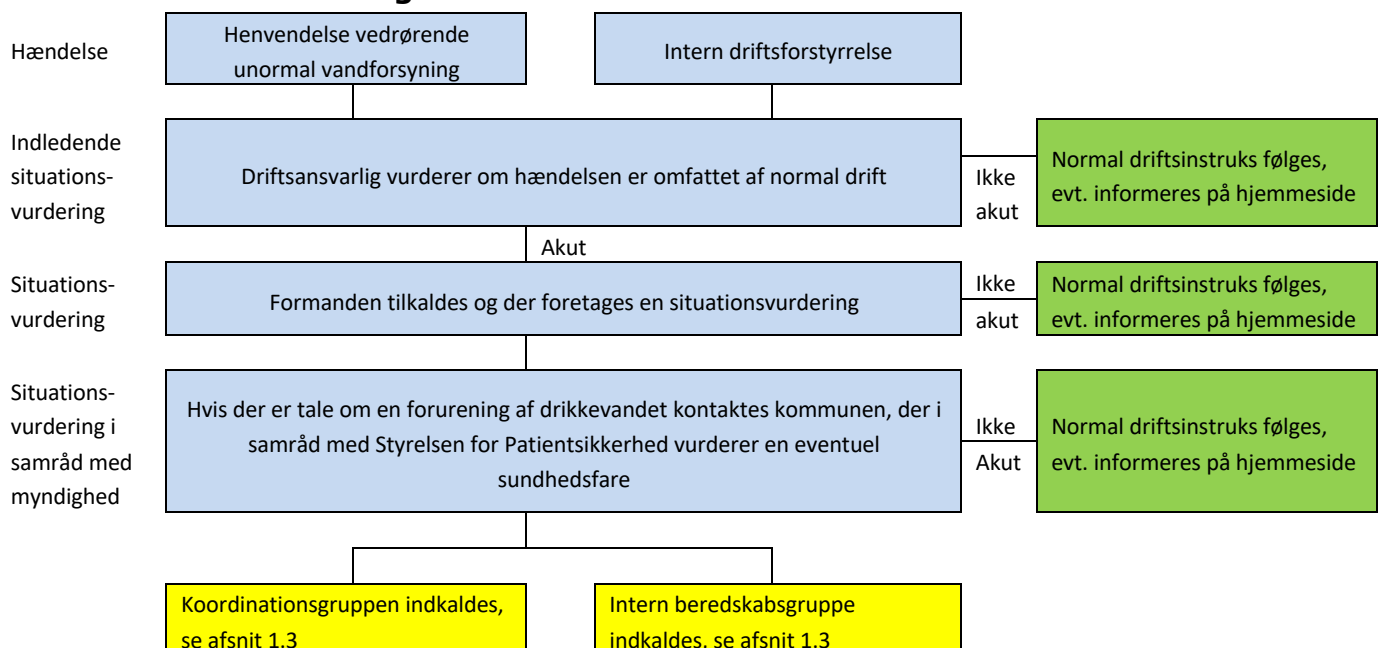 Hændelse
Henvendelse vedrørende
unormal vandforsyning
Intern driftsforstyrrelse
Indledende
situations-
vurdering
Driftsansvarlig vurderer om hændelsen er omfattet af normal drift
Ikke
akut
Normal driftsinstruks følges,
evt. informeres på hjemmeside
Akut
Situations-
vurdering
Formanden tilkaldes og der foretages en situationsvurdering
Ikke
akut
Normal driftsinstruks følges,
evt. informeres på hjemmeside
Situations-
vurdering i
samråd med
myndighed
Hvis der er tale om en forurening af drikkevandet kontaktes kommunen, der i
samråd med Styrelsen for Patientsikkerhed vurderer en eventuel
sundhedsfare
Ikke
Akut
Normal driftsinstruks følges,
evt. informeres på hjemmeside
Koordinationsgruppen indkaldes,
se afsnit 1.3
Intern beredskabsgruppe
indkaldes, se afsnit 1.3